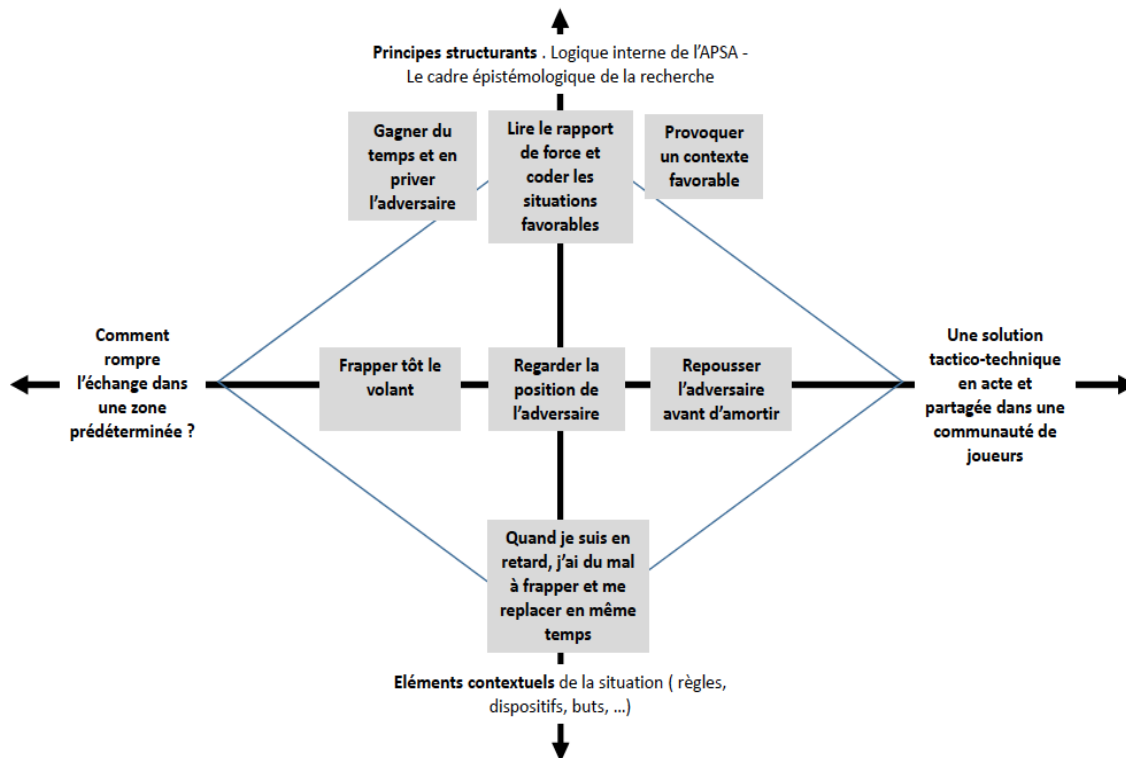 Principes structurants . Logique interne de l'APSA -
Le cadre épistémologique de la recherche
Gagner du
temps et en
priver
l'adversaire
Lire le rapport
de force et
coder les
situations
favorables
Provoquer
un contexte
favorable
Comment
rompre
l'échange dans
une zone
prédéterminée ?
Frapper tôt le
volant
Regarder la
position de
l'adversaire
Repousser
l'adversaire
avant d'amortir
Une solution
tactico-technique
en acte et
partagée dans une
communauté de
joueurs
Quand je suis en
retard, j'ai du mal
à frapper et me
replacer en même
temps
Eléments contextuels de la situation ( règles,
dispositifs, buts, ...)